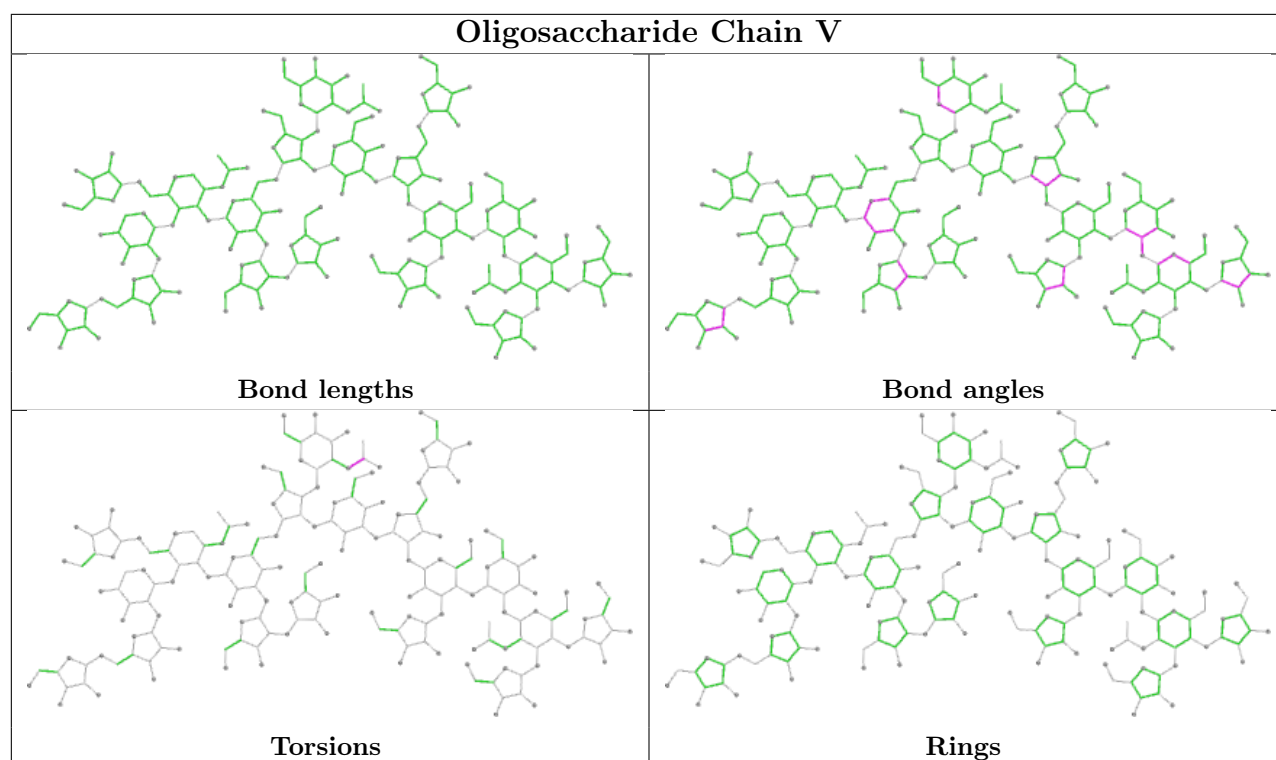 Oligosaccharide Chain V
Bond lengths
Bond angles
Torsions
Rings